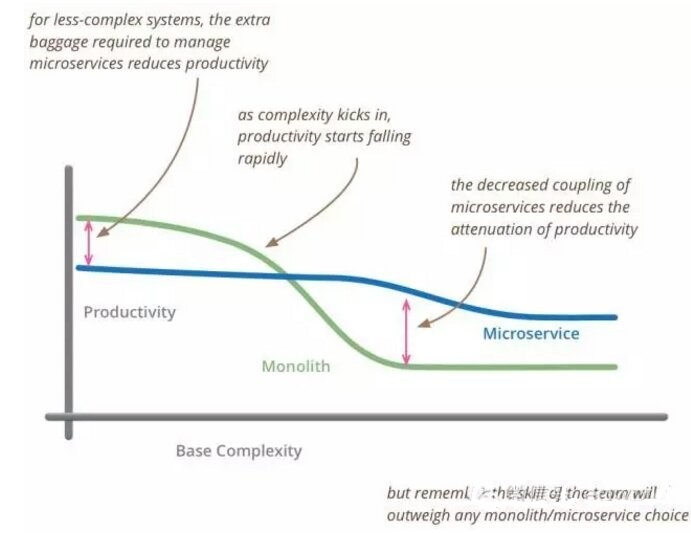 for less-complex systems, the extra
baggage required to manage
microservices reduces productivity
as complexity kicks in,
productivity starts falling
rapidly
the decreased coupling of
microservices reduces the
attenuation of productivity
Productivity
Microservice
Monolith
Base Complexity
but the skill of the team will
outweigh any monolith/microservice choice